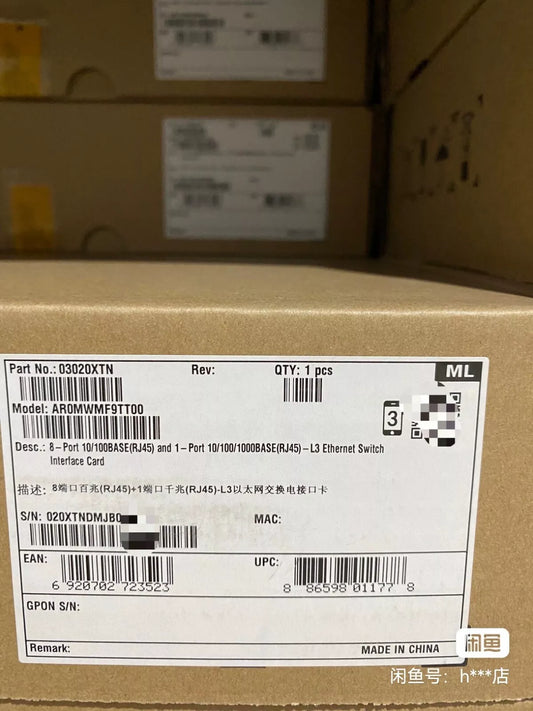 Part No.: 03020XTN Rev: QTY: 1 pcs ML
Model: AR0MWMF9TT00
3
Desc.: 8-Port 10/100BASE(RJ45) and 1-Port 10/100/1000BASE(RJ45)-L3 Ethernet Switch
Interface Card
描述: 8端口百兆(RJ45)+1端口千兆(RJ45)-L3以太网交换电接口卡
S/N: 020XTNDMJB0 MAC:
EAN: UPC:
6 920702 723523 8 86598 01177 8
GPON S/N:
Remark: MADE IN CHINA
闲鱼
闲鱼号：h***店